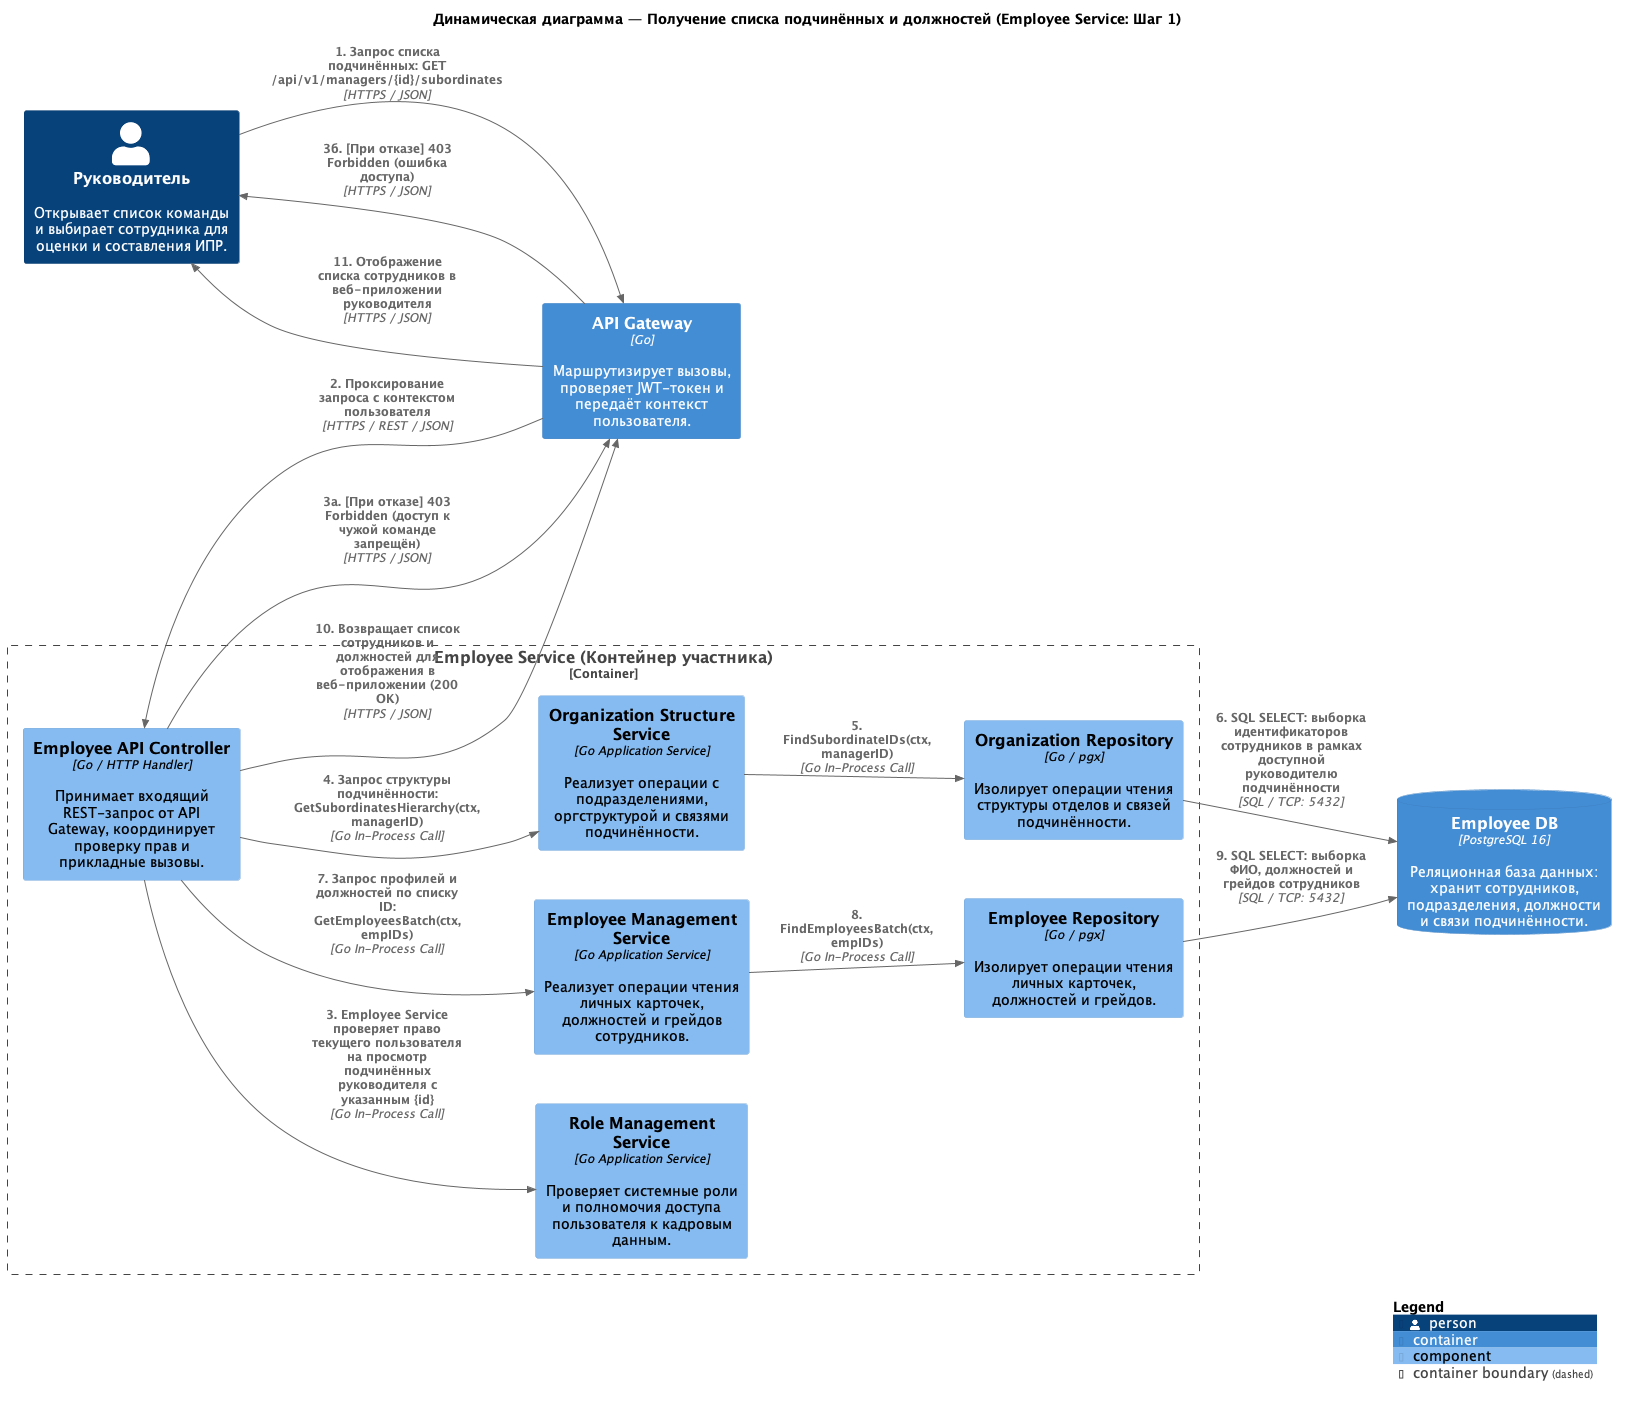 Динамическая диаграмма — Получение списка подчинённых и должностей (Employee Service: Шаг 1)
1. Запрос списка
подчинённых: GET
/api/v1/managers/{id}/subordinates
[HTTPS / JSON]
3б. [При отказе] 403
Forbidden (ошибка
доступа)
[HTTPS / JSON]
Руководитель
Открывает список команды
и выбирает сотрудника для
оценки и составления ИПР.
11. Отображение
списка сотрудников в
веб-приложении
руководителя
[HTTPS / JSON]
API Gateway
[Go]
Маршрутизирует вызовы,
проверяет JWT-токен и
передаёт контекст
пользователя.
2. Проксирование
запроса с контекстом
пользователя
[HTTPS / REST / JSON]
3а. [При отказе] 403
Forbidden (доступ к
чужой команде
запрещён)
[HTTPS / JSON]
10. Возвращает список
сотрудников и
должностей для
отображения в
веб-приложении (200
OK)
[HTTPS / JSON]
Employee Service (Контейнер участника)
[Container]
Employee API Controller
[Go / HTTP Handler]
Принимает входящий
REST-запрос от API
Gateway, координирует
проверку прав и
прикладные вызовы.
4. Запрос структуры
подчинённости:
GetSubordinatesHierarchy(ctx,
managerID)
[Go In-Process Call]
Organization Structure
Service
[Go Application Service]
Реализует операции с
подразделениями,
оргструктурой и связями
подчинённости.
5.
FindSubordinateIDs(ctx,
managerID)
[Go In-Process Call]
Organization Repository
[Go / pgx]
Изолирует операции чтения
структуры отделов и связей
подчинённости.
6. SQL SELECT: выборка
идентификаторов
сотрудников в рамках
доступной
руководителю
подчинённости
[SQL / TCP: 5432]
Employee DB
[PostgreSQL 16]
Реляционная база данных:
хранит сотрудников,
подразделения, должности
и связи подчинённости.
7. Запрос профилей и
должностей по списку
ID:
GetEmployeesBatch(ctx,
empIDs)
[Go In-Process Call]
Employee Management
Service
[Go Application Service]
Реализует операции чтения
личных карточек,
должностей и грейдов
сотрудников.
8.
FindEmployeesBatch(ctx,
empIDs)
[Go In-Process Call]
Employee Repository
[Go / pgx]
Изолирует операции чтения
личных карточек,
должностей и грейдов.
9. SQL SELECT: выборка
ФИО, должностей и
грейдов сотрудников
[SQL / TCP: 5432]
3. Employee Service
проверяет право
текущего пользователя
на просмотр
подчинённых
руководителя с
указанным {id}
[Go In-Process Call]
Role Management
Service
[Go Application Service]
Проверяет системные роли
и полномочия доступа
пользователя к кадровым
данным.
Legend
person
container
component
container boundary (dashed)